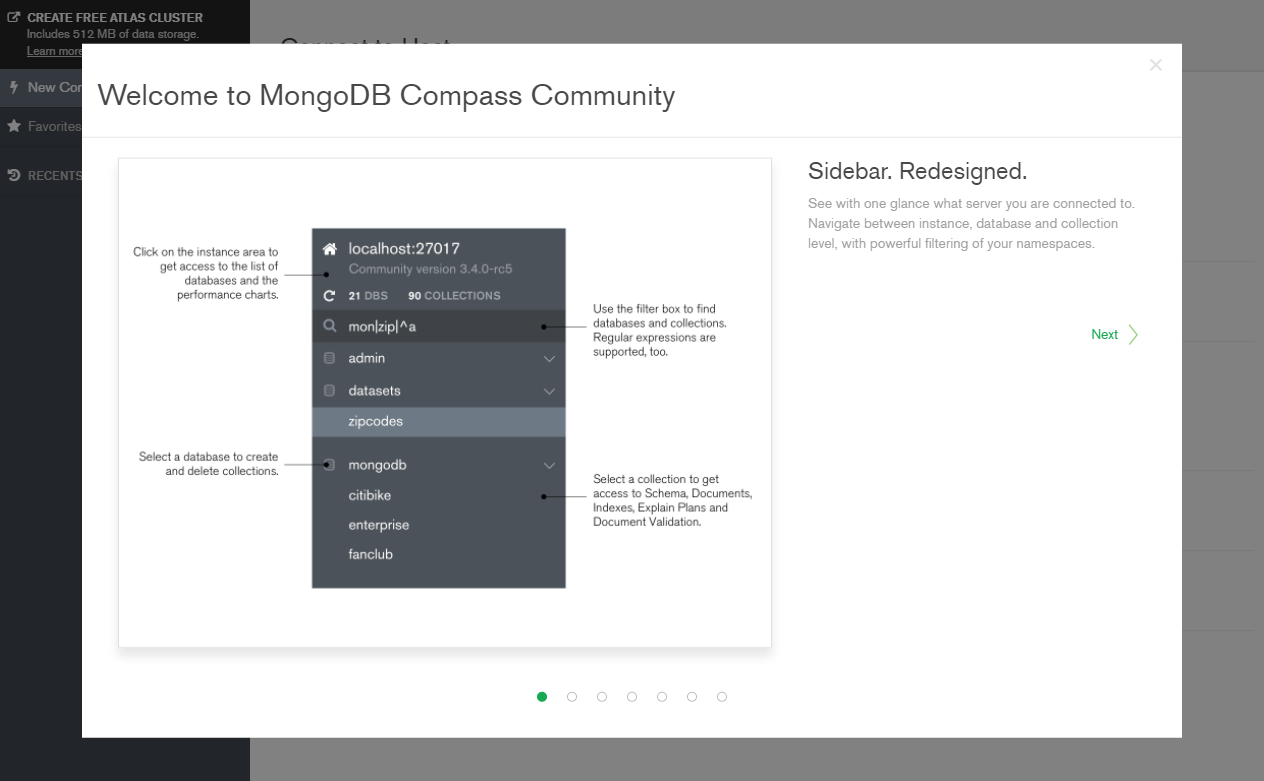 CREATE FREE ATLAS CLUSTER
Includes 512 MB of data storage.
Learn more
New Con
Favorites
RECENTS
Connect to Host
Welcome to MongoDB Compass Community
Click on the instance area to
get access to the list of
databases and the
performance charts.
localhost:27017
Community version 3.4.0-rc5
21 DBS 90 COLLECTIONS
mon|zip|^a
admin
datasets
zipcodes
mongodb
citibike
enterprise
fanclub
Use the filter box to find
databases and collections.
Regular expressions are
supported, too.
Select a database to create
and delete collections.
Select a collection to get
access to Schema, Documents,
Indexes, Explain Plans and
Document Validation.
Sidebar. Redesigned.
See with one glance what server you are connected to.
Navigate between instance, database and collection
level, with powerful filtering of your namespaces.
Next